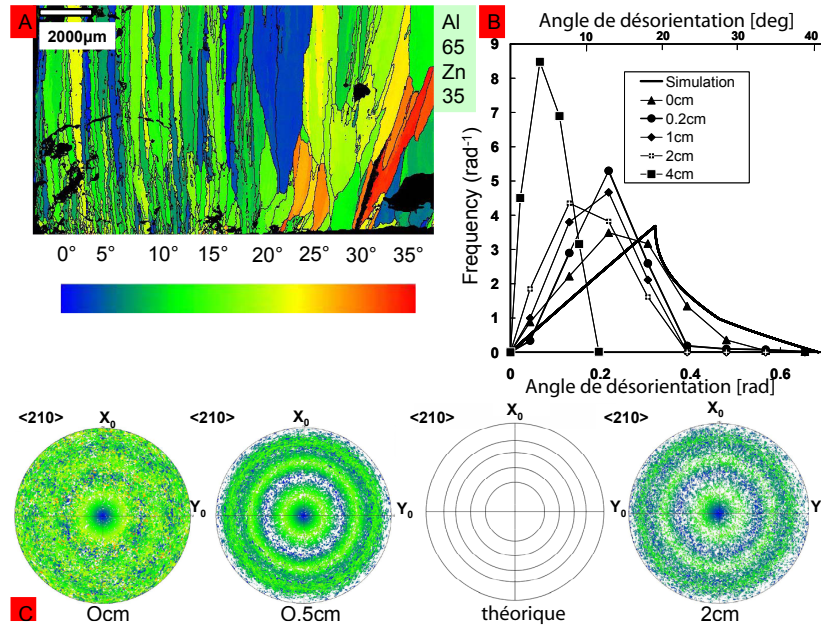 A
2000µm
Al
65
Zn
35
0° 5° 10° 15° 20° 25° 30° 35°
B
Angle de désorientation [deg]
0 10 20 30 40
Frequency (rad-1)
9
8
7
6
5
4
3
2
1
0
Simulation
0cm
0.2cm
1cm
2cm
4cm
0 0.2 0.4 0.6
Angle de désorientation [rad]
<210> X0 <210> X0 <210> X0 <210> X0
Y0 Y0 Y0 Y
C
Ocm O.5cm théorique 2cm